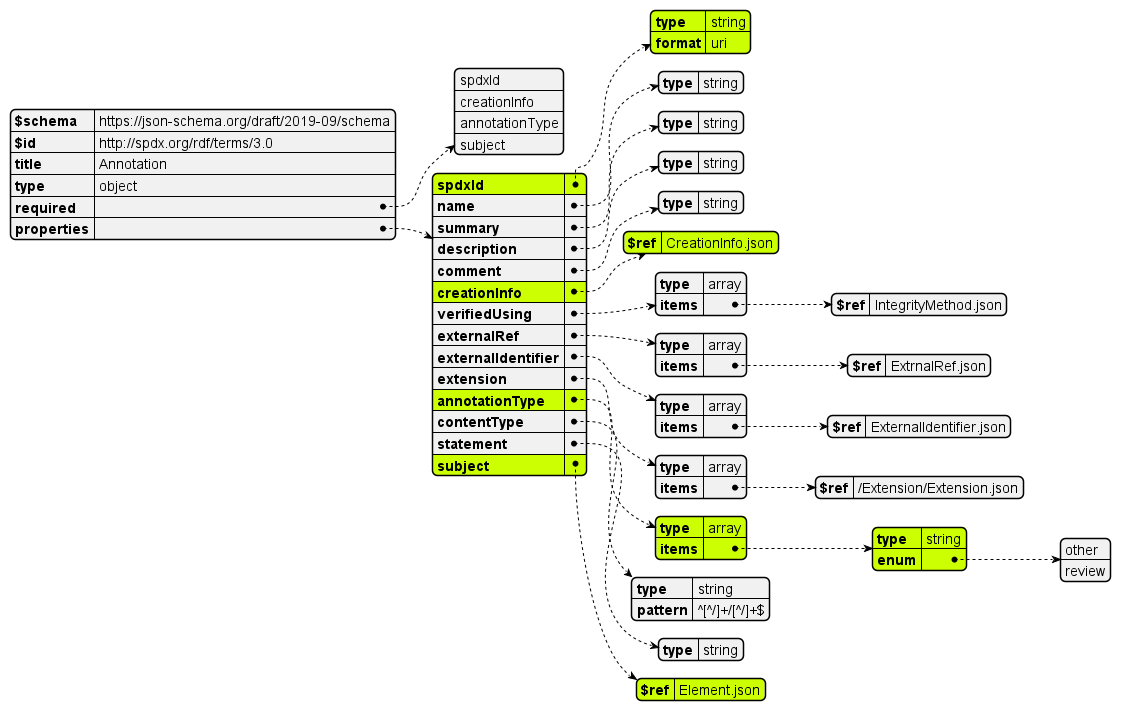 $schema https://json-schema.org/draft/2019-09/schema
$id http://spdx.org/rdf/terms/3.0
title Annotation
type object
required
properties
spdxId
creationInfo
annotationType
subject
spdxId
name
summary
description
comment
creationInfo
verifiedUsing
externalRef
externalIdentifier
extension
annotationType
contentType
statement
subject
type string
format uri
type string
type string
type string
type string
$ref CreationInfo.json
type array
items
$ref IntegrityMethod.json
type array
items
$ref ExtrnalRef.json
type array
items
$ref ExternalIdentifier.json
type array
items
$ref /Extension/Extension.json
type array
items
type string
enum
other
review
type string
pattern ^[^/]+/[^/]+$
type string
$ref Element.json